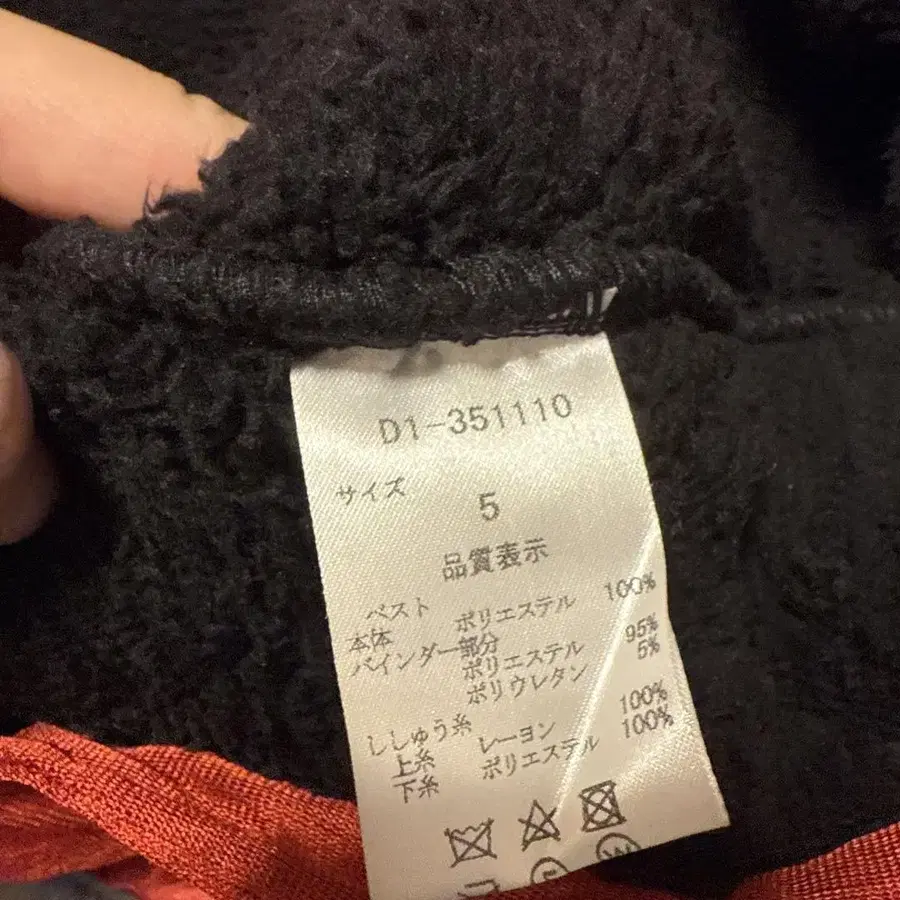 D1-351110
サイズ
5
品質表示
ベスト
本体 ポリエステル 100%
バインダー部分
ポリエステル 95%
ポリウレタン 5%
ししゅう糸
上糸 レーヨン 100%
下糸 ポリエステル 100%